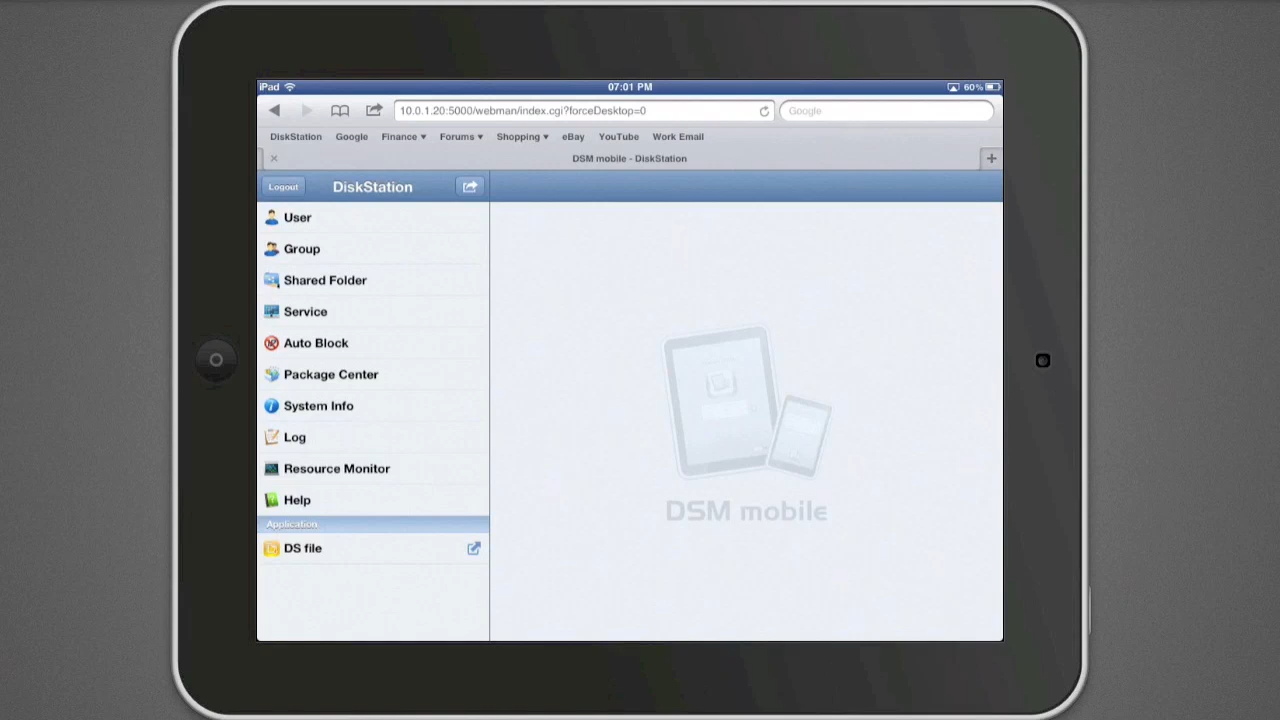 iPad 07:01 PM 60%
10.0.1.20:5000/webman/index.cgi?forceDesktop=0 Google
DiskStation Google Finance Forums Shopping eBay YouTube Work Email
DSM mobile - DiskStation
Logout DiskStation
User
Group
Shared Folder
Service
Auto Block
Package Center
System Info
Log
Resource Monitor
Help
Application
DS file
DSM mobile